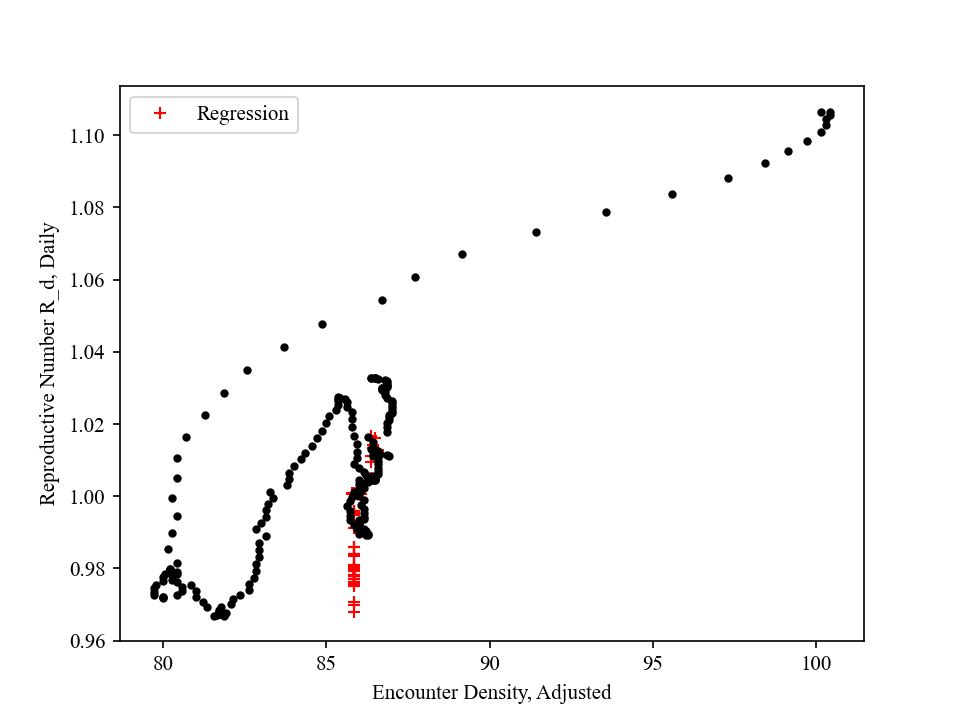 Regression
1.10
1.08
1.06
1.04
1.02
1.00
0.98
0.96
Reproductive Number R_d, Daily
80 85 90 95 100
Encounter Density, Adjusted